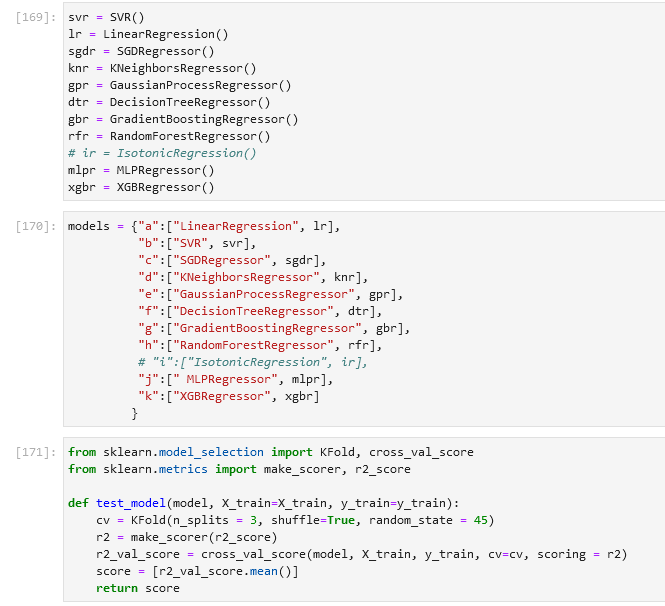 [169]: svr = SVR()
lr = LinearRegression()
sgdr = SGDRegressor()
knr = KNeighborsRegressor()
gpr = GaussianProcessRegressor()
dtr = DecisionTreeRegressor()
gbr = GradientBoostingRegressor()
rfr = RandomForestRegressor()
# ir = IsotonicRegression()
mlpr = MLPRegressor()
xgbr = XGBRegressor()
[170]: models = {"a":["LinearRegression", lr],
"b":["SVR", svr],
"c":["SGDRegressor", sgdr],
"d":["KNeighborsRegressor", knr],
"e":["GaussianProcessRegressor", gpr],
"f":["DecisionTreeRegressor", dtr],
"g":["GradientBoostingRegressor", gbr],
"h":["RandomForestRegressor", rfr],
# "i":["IsotonicRegression", ir],
"j":[" MLPRegressor", mlpr],
"k":["XGBRegressor", xgbr]
}
[171]: from sklearn.model_selection import KFold, cross_val_score
from sklearn.metrics import make_scorer, r2_score
def test_model(model, X_train=X_train, y_train=y_train):
cv = KFold(n_splits = 3, shuffle=True, random_state = 45)
r2 = make_scorer(r2_score)
r2_val_score = cross_val_score(model, X_train, y_train, cv=cv, scoring = r2)
score = [r2_val_score.mean()]
return score